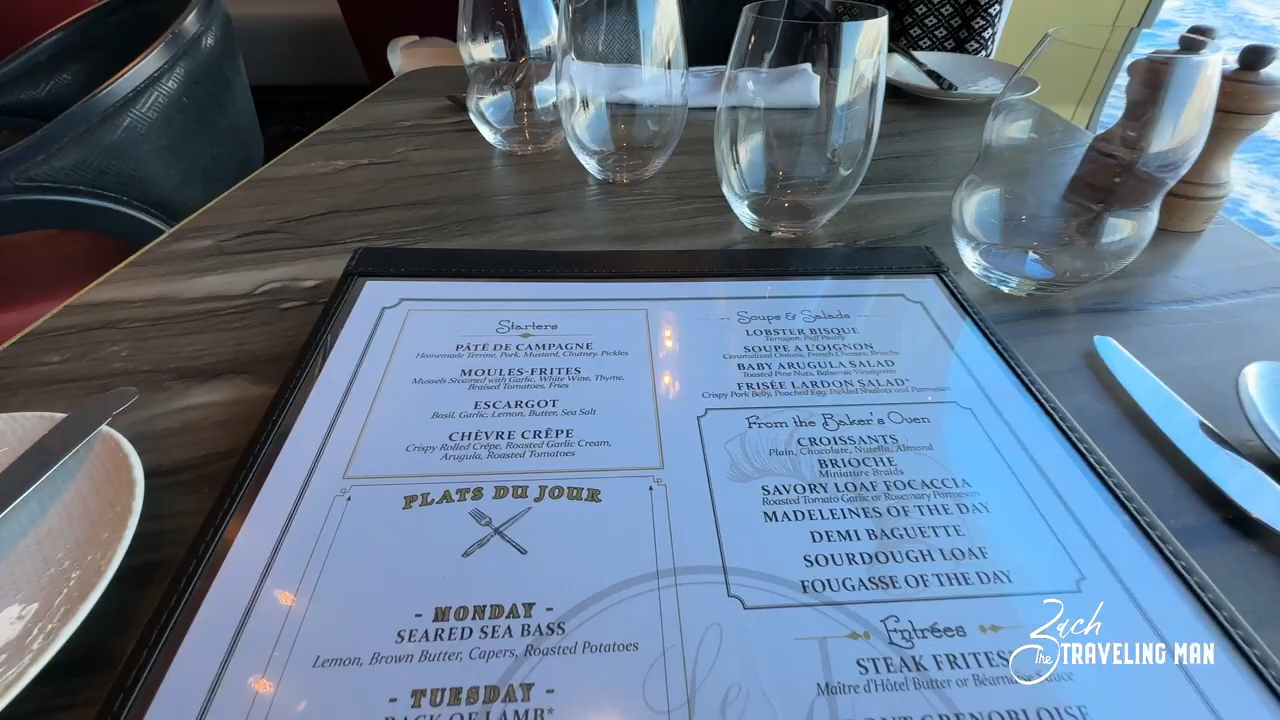 Starters
PÂTÉ DE CAMPAGNE
Homemade Terrine, Pork, Mustard, Chutney, Pickles
MOULES-FRITES
Mussels Steamed with Garlic, White Wine, Thyme,
Braised Tomatoes, Fries
ESCARGOT
Basil, Garlic, Lemon, Butter, Sea Salt
CHÈVRE CRÊPE
Crispy Rolled Crêpe, Roasted Garlic Cream,
Arugula, Roasted Tomatoes
PLATS DU JOUR
- MONDAY -
SEARED SEA BASS
Lemon, Brown Butter, Capers, Roasted Potatoes
- TUESDAY -
RACK OF LAMB*
Soups & Salads
LOBSTER BISQUE
Tarragon, Puff Pastry
SOUPE A L'OIGNON
Caramelized Onions, French Cheeses, Brioche
BABY ARUGULA SALAD
Toasted Pine Nuts, Balsamic Vinaigrette
FRISÉE LARDON SALAD*
Crispy Pork Belly, Poached Egg, Pickled Shallots and Parmesan
From the Baker's Oven
CROISSANTS
Plain, Chocolate, Nutella, Almond
BRIOCHE
Miniature Braids
SAVORY LOAF FOCACCIA
Roasted Tomato Garlic or Rosemary Parmesan
MADELEINES OF THE DAY
DEMI BAGUETTE
SOURDOUGH LOAF
FOUGASSE OF THE DAY
Entrées
STEAK FRITES
Maître d'Hôtel Butter or Béarnaise Sauce
GRENOBLOISE
Zach
The TRAVELING MAN